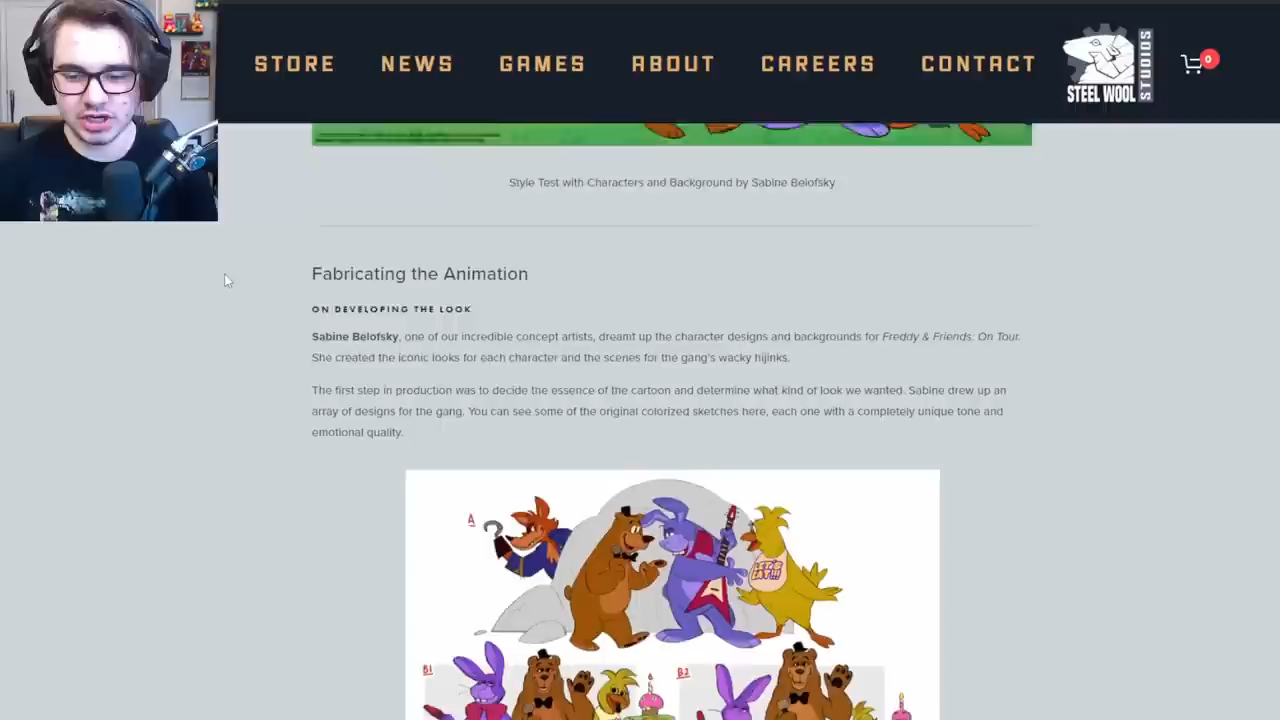 STORE NEWS GAMES ABOUT CAREERS CONTACT
STEEL WOOL
STUDIOS
0
Style Test with Characters and Background by Sabine Belofsky
Fabricating the Animation
ON DEVELOPING THE LOOK
Sabine Belofsky, one of our incredible concept artists, dreamt up the character designs and backgrounds for Freddy & Friends: On Tour.
She created the iconic looks for each character and the scenes for the gang's wacky hijinks.
The first step in production was to decide the essence of the cartoon and determine what kind of look we wanted. Sabine drew up an
array of designs for the gang. You can see some of the original colorized sketches here, each one with a completely unique tone and
emotional quality.
A
LET'S
EAT!!!
B1
B2